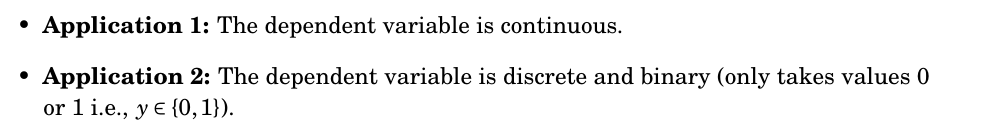 • Application 1: The dependent variable is continuous.
• Application 2: The dependent variable is discrete and binary (only takes values 0
or 1 i.e., y ∈ {0,1}).